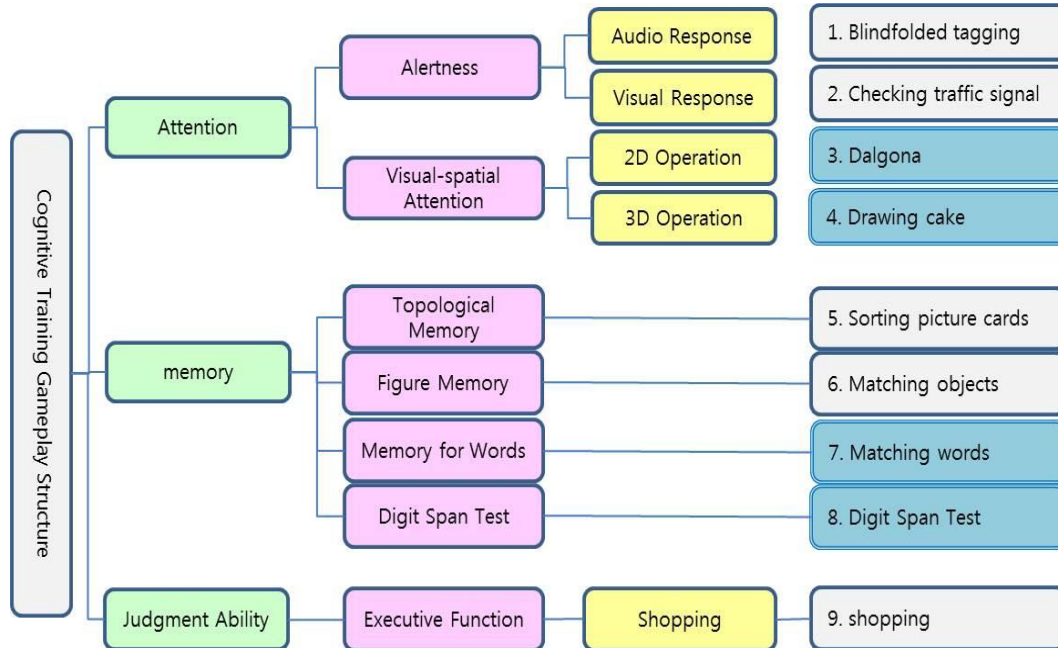 Cognitive Training Gameplay Structure
Attention
Alertness
Audio Response
1. Blindfolded tagging
Visual Response
2. Checking traffic signal
Visual-spatial
Attention
2D Operation
3. Dalgona
3D Operation
4. Drawing cake
memory
Topological
Memory
5. Sorting picture cards
Figure Memory
6. Matching objects
Memory for Words
7. Matching words
Digit Span Test
8. Digit Span Test
Judgment Ability
Executive Function
Shopping
9. shopping